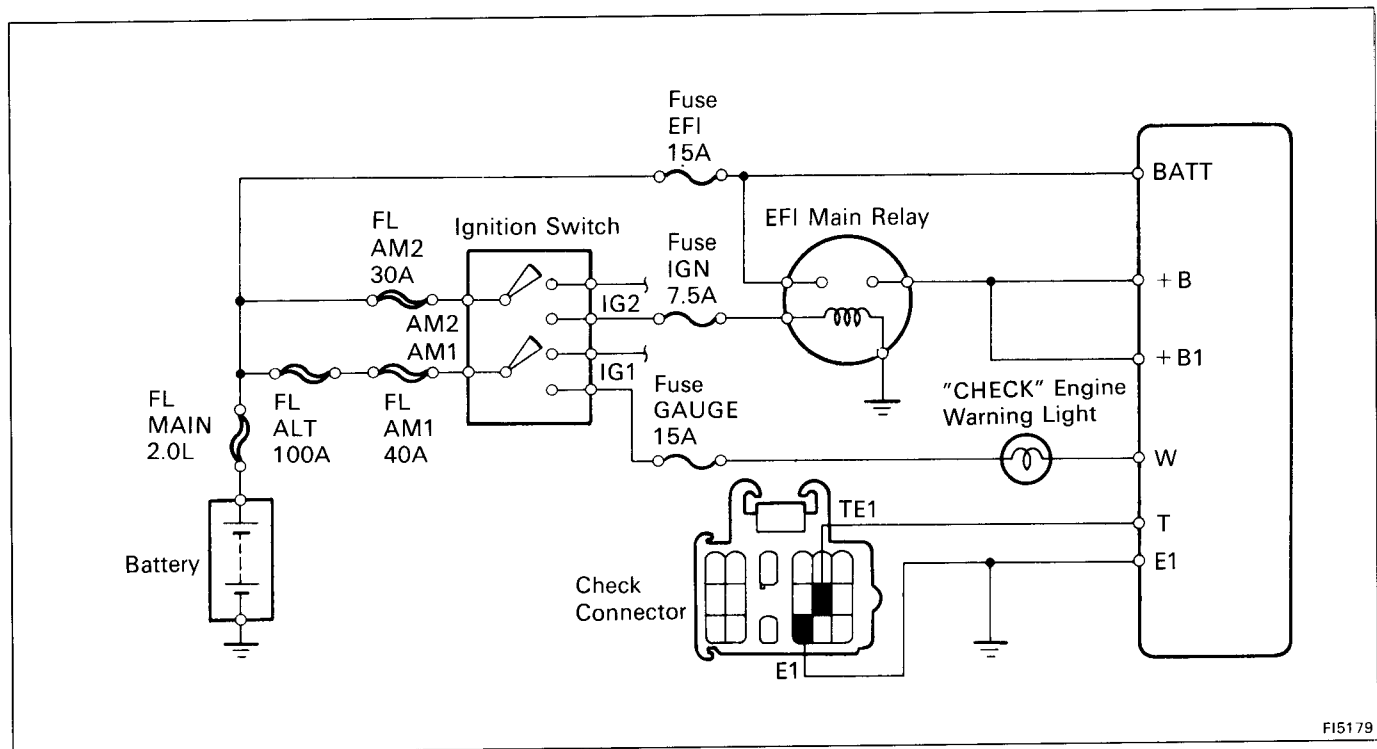 Fuse
EFI
15A
BATT
FL
AM2
30A
Ignition Switch
Fuse
IGN
7.5A
EFI Main Relay
+B
IG2
AM2
AM1
+B1
IG1
FL
MAIN
2.0L
FL
ALT
100A
FL
AM1
40A
Fuse
GAUGE
15A
"CHECK" Engine
Warning Light
W
TE1
T
Battery
Check
Connector
E1
E1
FI5179